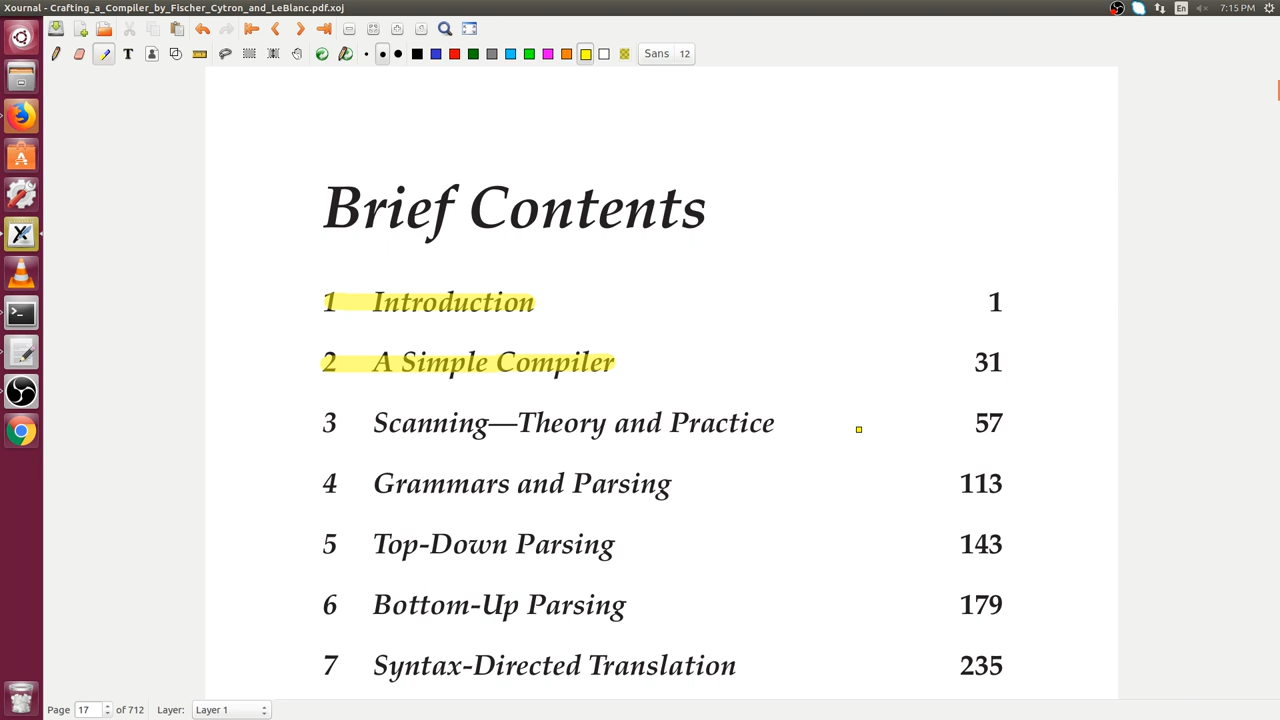 Xournal - Crafting_a_Compiler_by_Fischer_Cytron_and_LeBlanc.pdf.xoj
En
7:15 PM
T
Sans 12
Brief Contents
1 Introduction 1
2 A Simple Compiler 31
3 Scanning—Theory and Practice 57
4 Grammars and Parsing 113
5 Top-Down Parsing 143
6 Bottom-Up Parsing 179
7 Syntax-Directed Translation 235
Page 17 of 712 Layer: Layer 1